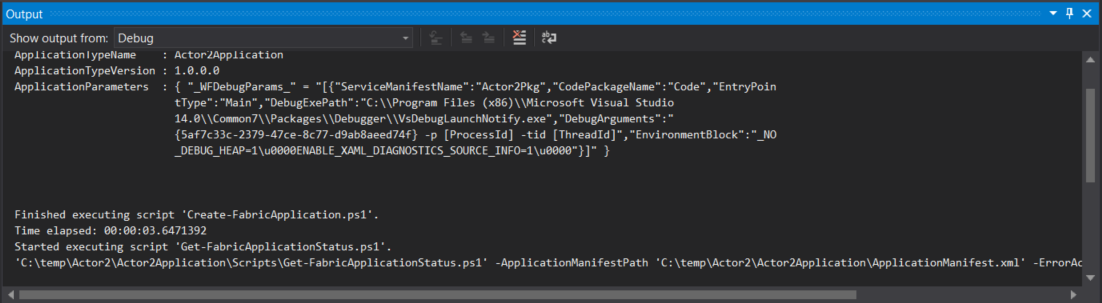 Output
Show output from: Debug
ApplicationTypeName    : Actor2Application
ApplicationTypeVersion : 1.0.0.0
ApplicationParameters  : { "_WFDebugParams_" = "[{"ServiceManifestName":"Actor2Pkg","CodePackageName":"Code","EntryPoin
tType":"Main","DebugExePath":"C:\\Program Files (x86)\\Microsoft Visual Studio
14.0\\Common7\\Packages\\Debugger\\VsDebugLaunchNotify.exe","DebugArguments":"
{5af7c33c-2379-47ce-8c77-d9ab8aeed74f} -p [ProcessId] -tid [ThreadId]","EnvironmentBlock":"_NO
_DEBUG_HEAP=1\u0000ENABLE_XAML_DIAGNOSTICS_SOURCE_INFO=1\u0000"}]" }
Finished executing script 'Create-FabricApplication.ps1'.
Time elapsed: 00:00:03.6471392
Started executing script 'Get-FabricApplicationStatus.ps1'.
'C:\temp\Actor2\Actor2Application\Scripts\Get-FabricApplicationStatus.ps1' -ApplicationManifestPath 'C:\temp\Actor2\Actor2Application\ApplicationManifest.xml' -ErrorAc